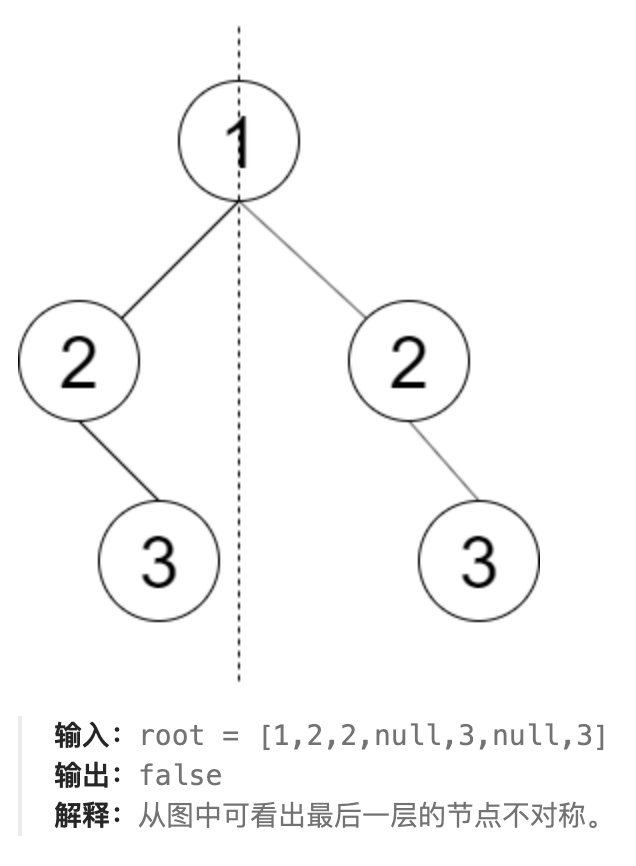 1
2 2
3 3
输入：root = [1,2,2,null,3,null,3]
输出：false
解释：从图中可看出最后一层的节点不对称。